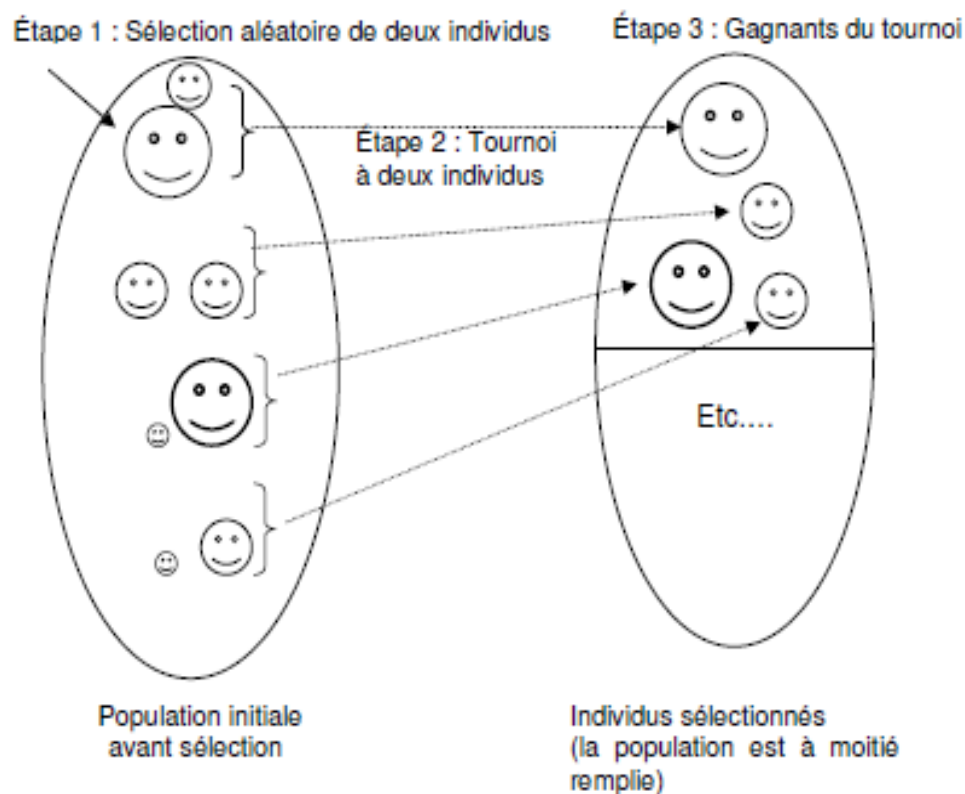 Étape 1 : Sélection aléatoire de deux individus
Étape 3 : Gagnants du tournoi
Étape 2 : Tournoi
à deux individus
Etc....
Population initiale
avant sélection
Individus sélectionnés
(la population est à moitié
remplie)